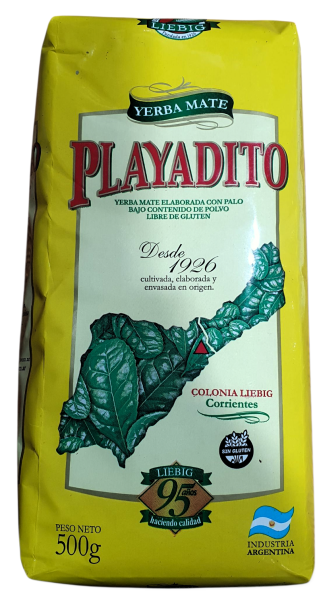 LIEBIG
YERBA MATE
PLAYADITO
YERBA MATE ELABORADA CON PALO
BAJO CONTENIDO DE POLVO
LIBRE DE GLUTEN
Desde
1926
cultivada, elaborada y
envasada en origen.
COLONIA LIEBIG
Corrientes
SIN GLUTEN
LIEBIG
95 años
haciendo calidad
PESO NETO
500g
INDUSTRIA
ARGENTINA